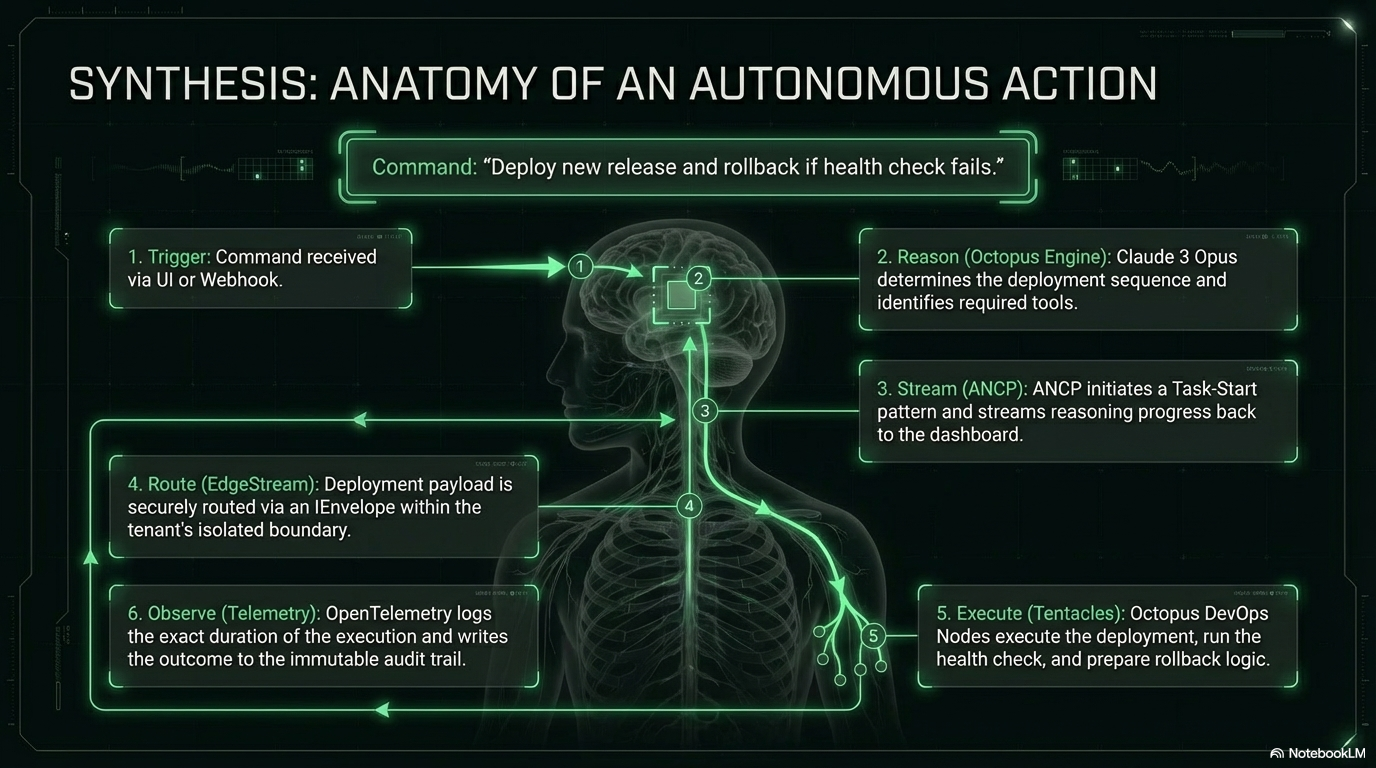 SYNTHESIS: ANATOMY OF AN AUTONOMOUS ACTION
Command: “Deploy new release and rollback if health check fails.”
1. Trigger: Command received
via UI or Webhook.
1
2
2. Reason (Octopus Engine): Claude 3 Opus
determines the deployment sequence and
identifies required tools.
3
3. Stream (ANCP): ANCP initiates a Task-Start
pattern and streams reasoning progress back
to the dashboard.
4. Route (EdgeStream): Deployment payload is
securely routed via an IEnvelope within the
tenant's isolated boundary.
4
5
5. Execute (Tentacles): Octopus DevOps
Nodes execute the deployment, run the
health check, and prepare rollback logic.
6. Observe (Telemetry): OpenTelemetry logs
the exact duration of the execution and writes
the outcome to the immutable audit trail.
NotebookLM